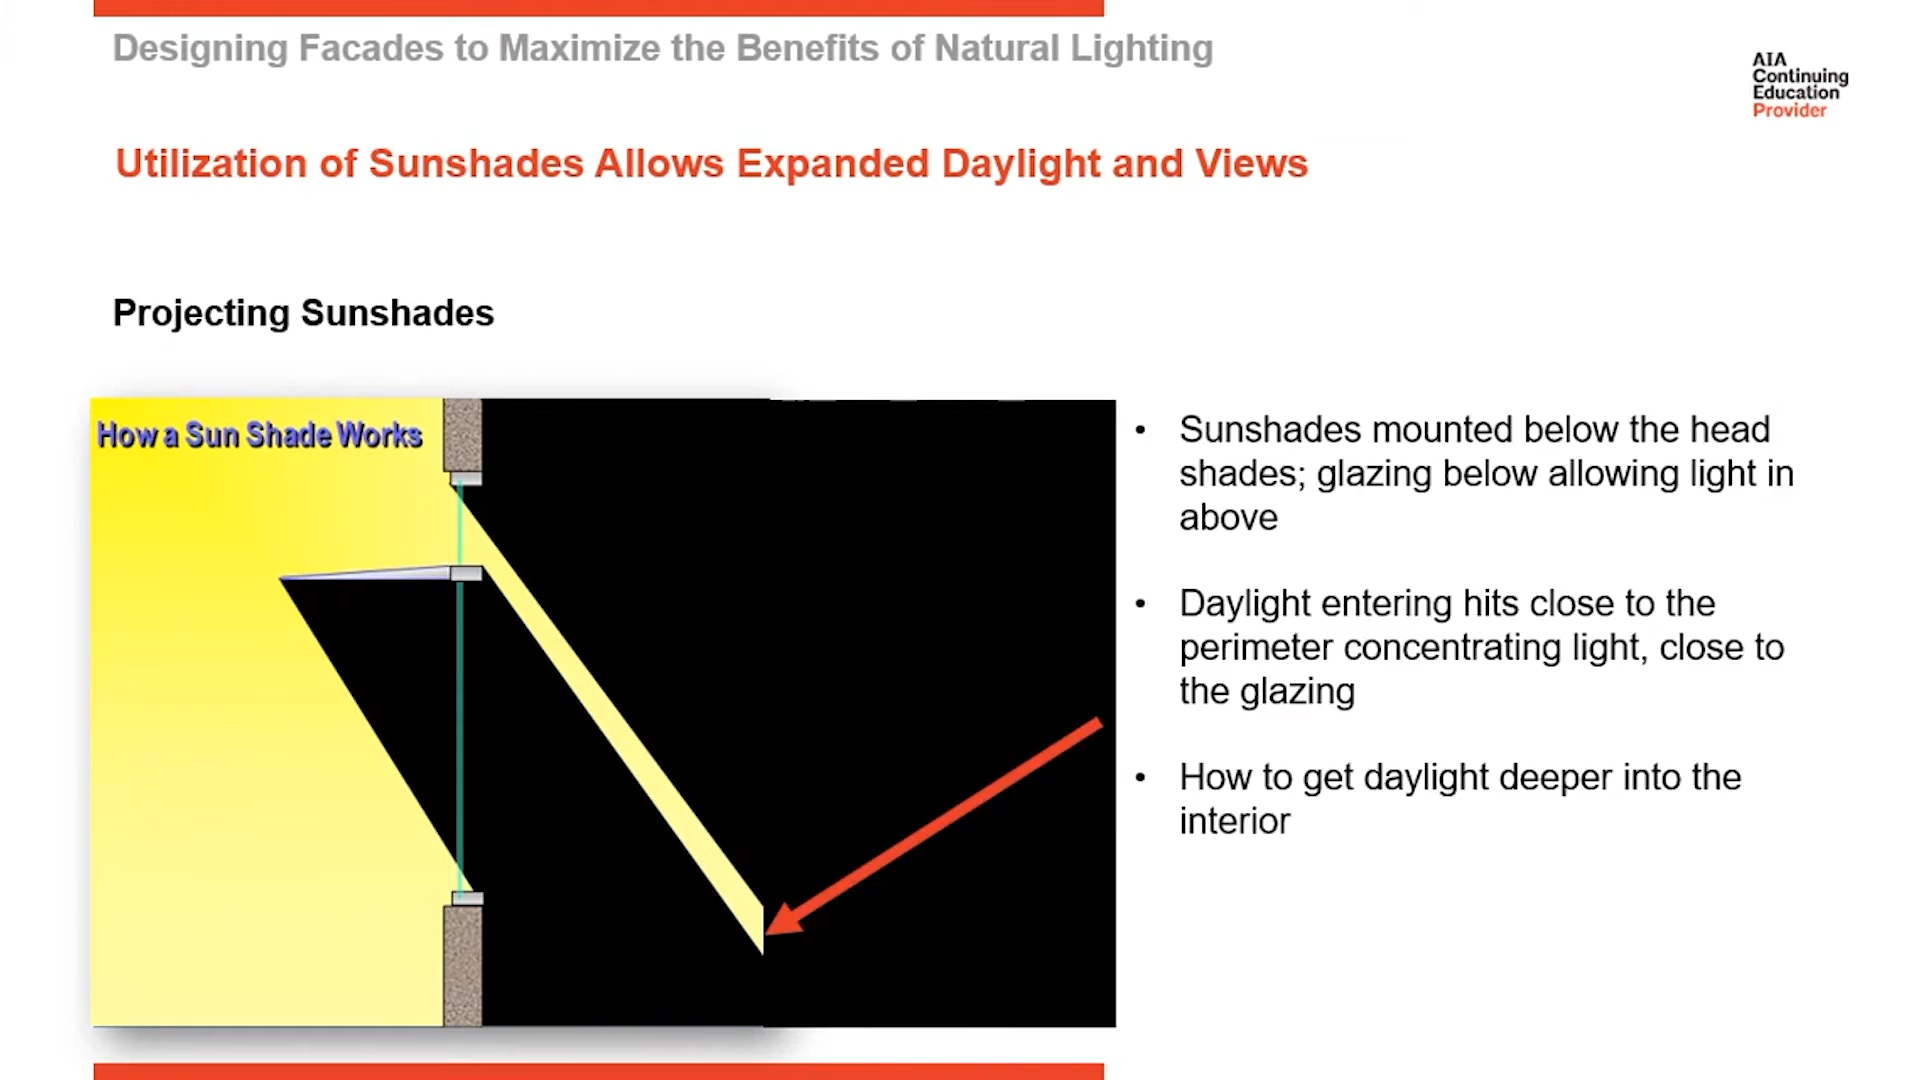 Designing Facades to Maximize the Benefits of Natural Lighting
AIA
Continuing
Education
Provider
Utilization of Sunshades Allows Expanded Daylight and Views
Projecting Sunshades
How a Sun Shade Works
• Sunshades mounted below the head
shades; glazing below allowing light in
above
• Daylight entering hits close to the
perimeter concentrating light, close to
the glazing
• How to get daylight deeper into the
interior